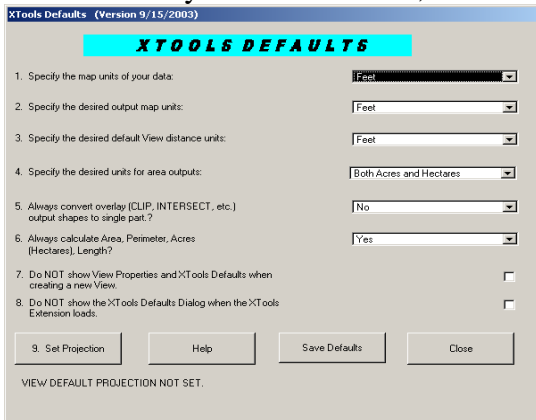 XTools Defaults (Version 9/15/2003)
XTOOLS DEFAULTS
1. Specify the map units of your data: Feet
2. Specify the desired output map units: Feet
3. Specify the desired default View distance units: Feet
4. Specify the desired units for area outputs: Both Acres and Hectares
5. Always convert overlay (CLIP, INTERSECT, etc.) output shapes to single part.? No
6. Always calculate Area, Perimeter, Acres (Hectares), Length? Yes
7. Do NOT show View Properties and XTools Defaults when creating a new View.
8. Do NOT show the XTools Defaults Dialog when the XTools Extension loads.
9. Set Projection Help Save Defaults Close
VIEW DEFAULT PROJECTION NOT SET.